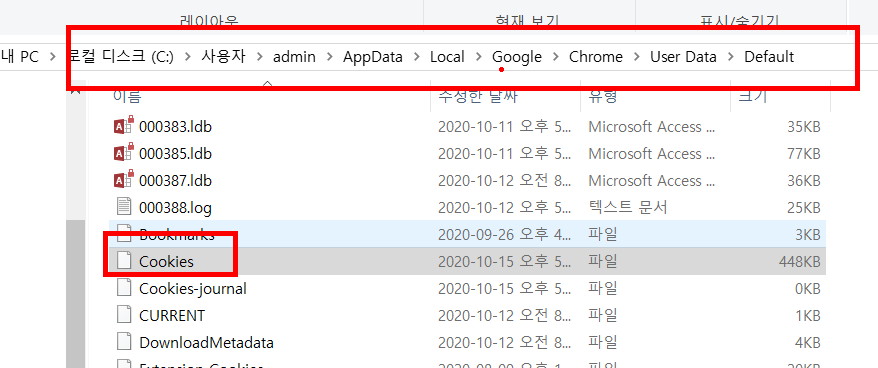 레이아웃 현재 보기 표시/숨기기
내 PC > 로컬 디스크 (C:) > 사용자 > admin > AppData > Local > Google > Chrome > User Data > Default
이름 수정한 날짜 유형 크기
000383.ldb 2020-10-11 오후 5... Microsoft Access ... 35KB
000385.ldb 2020-10-11 오후 5... Microsoft Access ... 77KB
000387.ldb 2020-10-12 오전 8... Microsoft Access ... 36KB
000388.log 2020-10-12 오후 5... 텍스트 문서 25KB
Bookmarks 2020-09-26 오후 4... 파일 3KB
Cookies 2020-10-15 오후 5... 파일 448KB
Cookies-journal 2020-10-15 오후 5... 파일 0KB
CURRENT 2020-10-12 오전 8... 파일 1KB
DownloadMetadata 2020-10-12 오전 8... 파일 4KB
Extension Cookies 파일